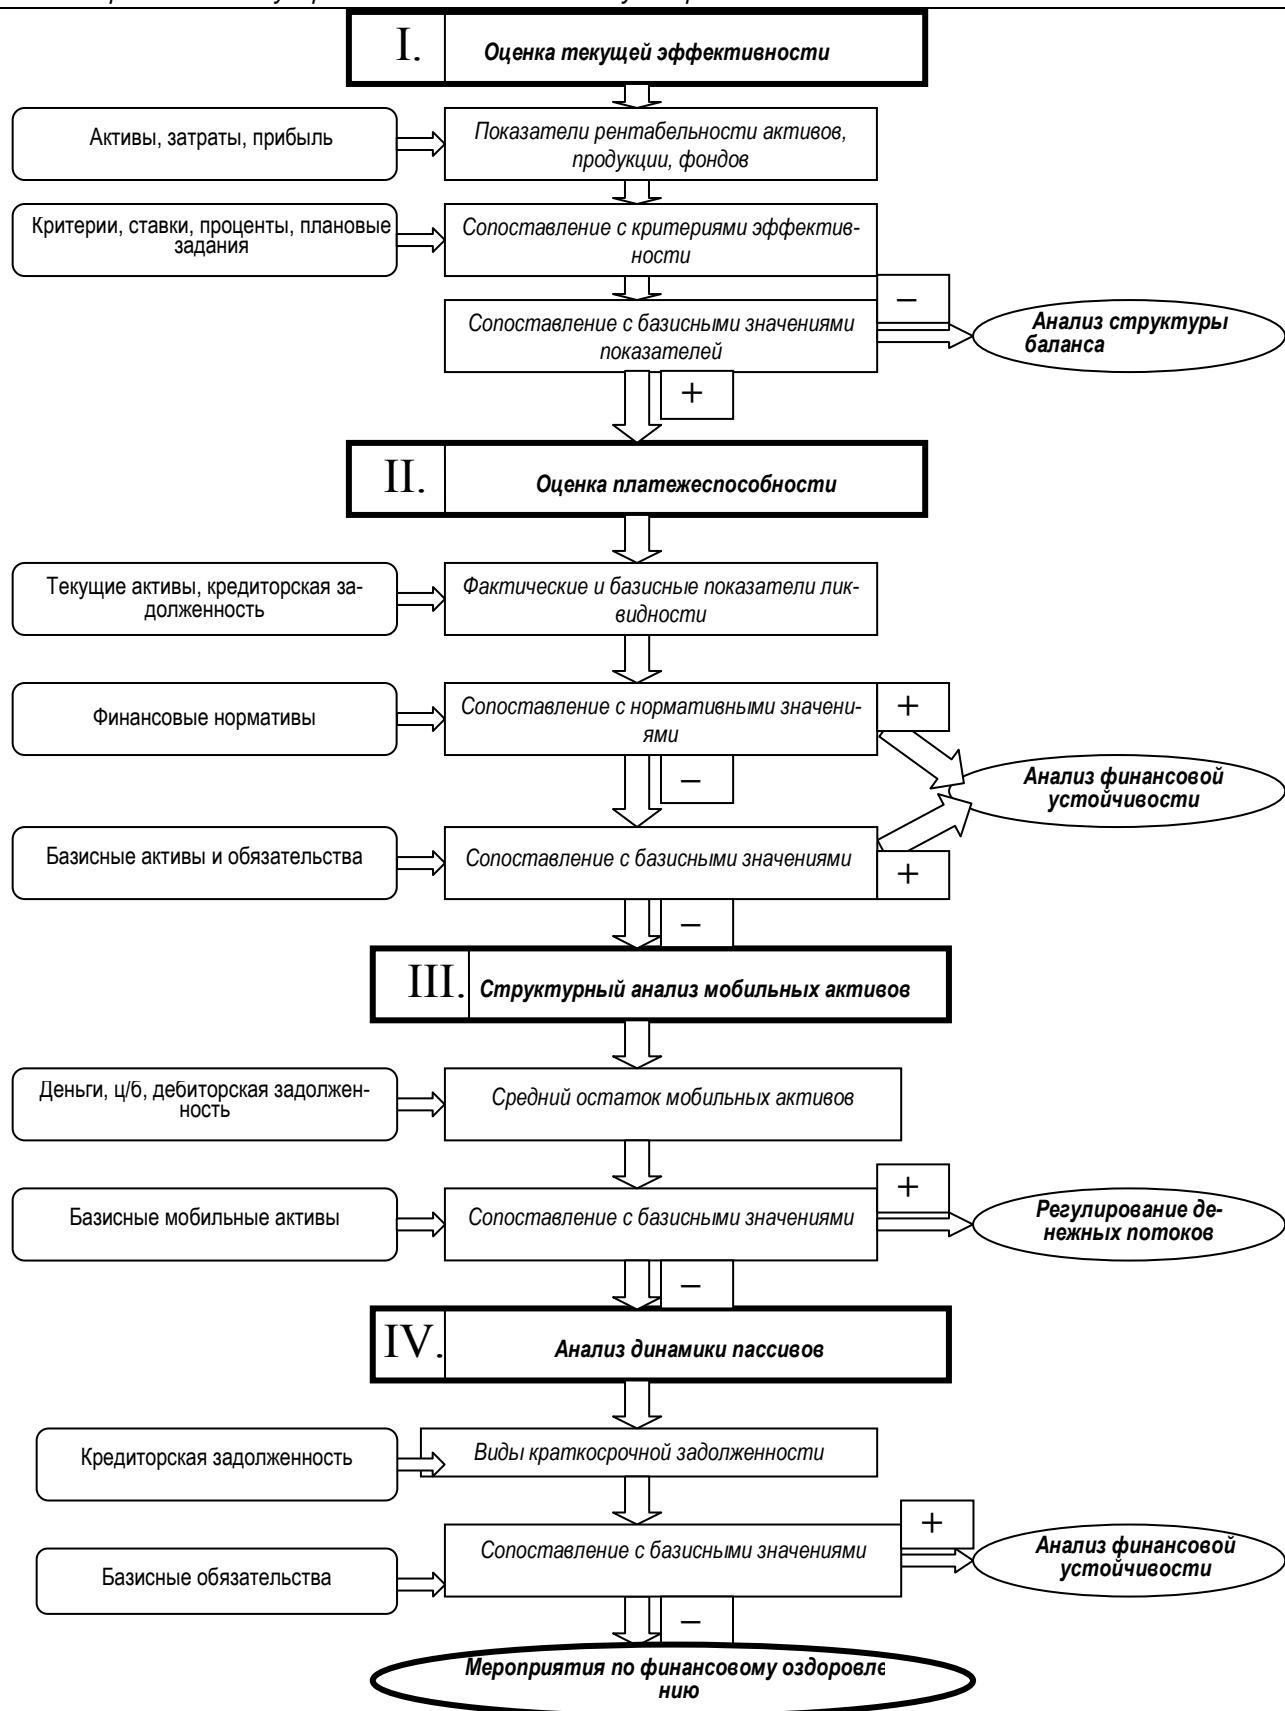 I.
Оценка текущей эффективности
Активы, затраты, прибыль
Показатели рентабельности активов,
продукции, фондов
Критерии, ставки, проценты, плановые
задания
Сопоставление с критериями эффектив-
ности
–
Сопоставление с базисными значениями
показателей
Анализ структуры
баланса
+
II.
Оценка платежеспособности
Текущие активы, кредиторская за-
долженность
Фактические и базисные показатели лик-
видности
Финансовые нормативы
Сопоставление с нормативными значени-
ями
+
–
Анализ финансовой
устойчивости
Базисные активы и обязательства
Сопоставление с базисными значениями
+
–
III.
Структурный анализ мобильных активов
Деньги, ц/б, дебиторская задолжен-
ность
Средний остаток мобильных активов
+
Базисные мобильные активы
Сопоставление с базисными значениями
Регулирование де-
нежных потоков
–
IV.
Анализ динамики пассивов
Кредиторская задолженность
Виды краткосрочной задолженности
+
Базисные обязательства
Сопоставление с базисными значениями
Анализ финансовой
устойчивости
–
Мероприятия по финансовому оздоровле
нию